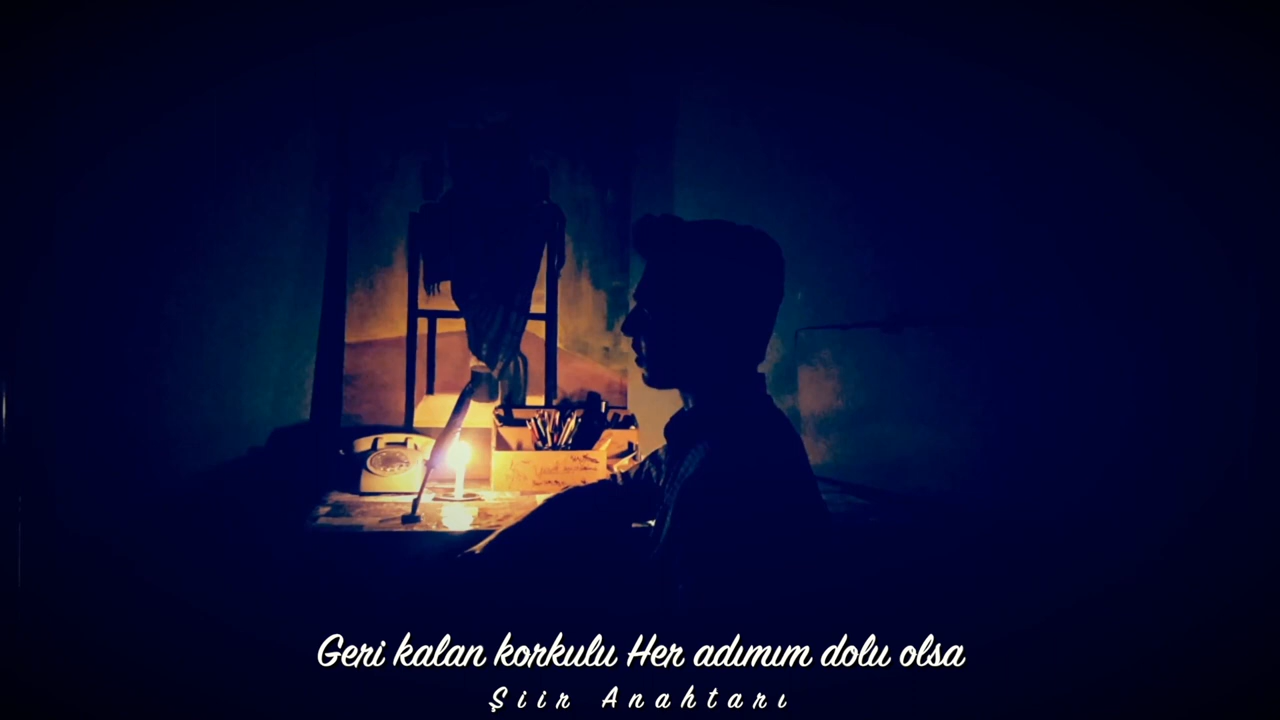 Geri kalan korkulu Her adımım dolu olsa
Şiir Anahtarı